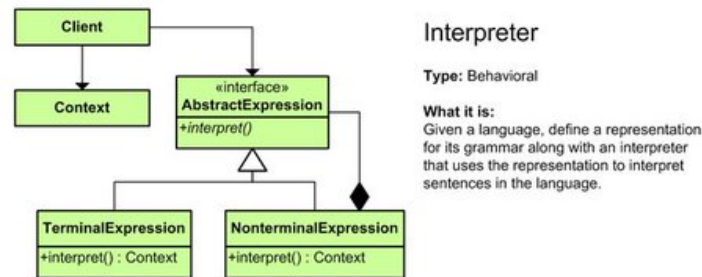 Client
Context
«interface»
AbstractExpression
+interpret()
TerminalExpression
+interpret() : Context
NonterminalExpression
+interpret() : Context
Interpreter
Type: Behavioral
What it is:
Given a language, define a representation
for its grammar along with an interpreter
that uses the representation to interpret
sentences in the language.